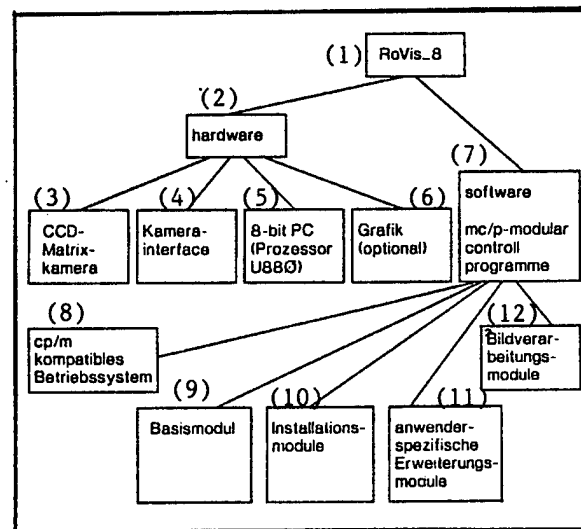 (1)
RoVis_8
(2)
hardware
(3)
CCD-
Matrix-
kamera
(4)
Kamera-
interface
(5)
8-bit PC
(Prozessor
U880)
(6)
Grafik
(optional)
(7)
software
mc/p-modular
controll
programme
(8)
cp/m
kompatibles
Betriebssystem
(9)
Basismodul
(10)
Installations-
module
(11)
anwender-
spezifische
Erweiterungs-
module
(12)
Bildverar-
beitungs-
module